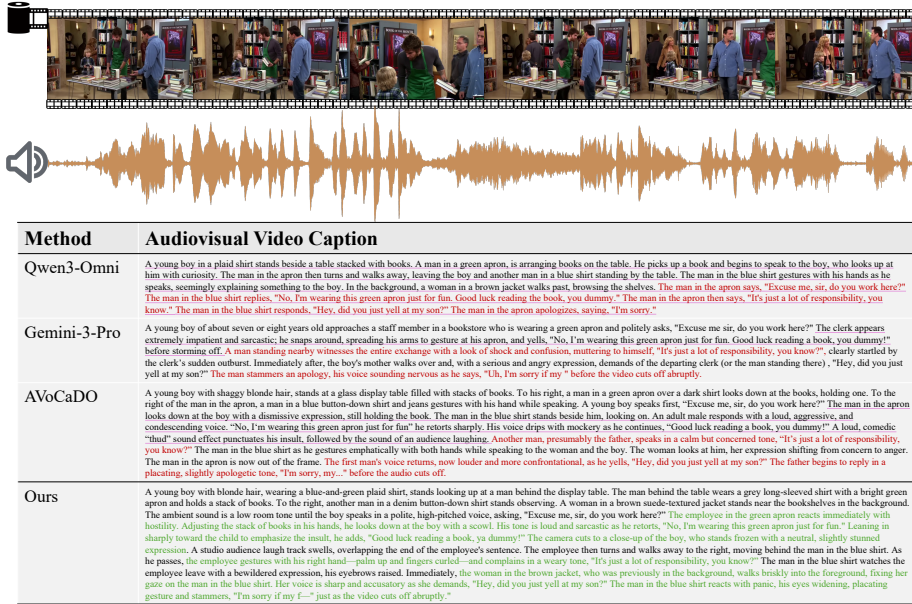 Method Audiovisual Video Caption
Qwen3-Omni
A young boy in a plaid shirt stands beside a table stacked with books. A man in a green apron, is arranging books on the table. He picks up a book and begins to speak to the boy, who looks up at
him with curiosity. The man in the apron then turns and walks away, leaving the boy and another man in a blue shirt standing by the table. The man in the blue shirt gestures with his hands as he
speaks, seemingly explaining something to the boy. In the background, a woman in a brown jacket walks past, browsing the shelves. The man in the apron says, "Excuse me, sir, do you work here?"
The man in the blue shirt replies, "No, I'm wearing this green apron just for fun. Good luck reading the book, you dummy." The man in the apron then says, "It's just a lot of responsibility, you
know." The man in the blue shirt responds, "Hey, did you just yell at my son?" The man in the apron apologizes, saying, "I'm sorry."
Gemini-3-Pro
A young boy of about seven or eight years old approaches a staff member in a bookstore who is wearing a green apron and politely asks, "Excuse me sir, do you work here?" The clerk appears
extremely impatient and sarcastic; he snaps around, spreading his arms to gesture at his apron, and yells, "No, I'm wearing this green apron just for fun. Good luck reading the book, you dummy!"
before storming off. A man standing nearby witnesses the entire exchange with a look of shock and confusion, muttering to himself, "It's just a lot of responsibility, you know?", clearly startled by
the clerk's sudden outburst. Immediately after, the boy's mother walks over and, with a serious and angry expression, demands of the departing clerk (or the man standing there) , "Hey, did you just
yell at my son?" The man stammers an apology, his voice sounding nervous as he says, "Uh, I'm sorry if my " before the video cuts off abruptly.
AVoCaDO
A young boy with shaggy blonde hair, stands at a glass display table filled with stacks of books. To his right, a man in a green apron over a dark shirt looks down at the books, holding one. To the
right of the man in the apron, a man in a blue button-down shirt and jeans gestures with his hand while speaking. A young boy speaks first, "Excuse me, sir, do you work here?" The man in the apron
looks down at the boy with a dismissive expression, still holding the book. The man in the blue shirt stands beside him, looking on. An adult male responds with a loud, aggressive, and
condescending voice. "No, I'm wearing this green apron just for fun" he retorts sharply. His voice drips with mockery as he continues, "Good luck reading a book, you dummy!" A loud, comedic
"thud" sound effect punctuates his insult, followed by the sound of an audience laughing. Another man, presumably the father, speaks in a calm but concerned tone, "It's just a lot of responsibility,
you know?" The man in the blue shirt as he gestures emphatically with both hands while speaking to the woman and the boy. The woman looks at him, her expression shifting from concern to anger.
The man in the apron is now out of the frame. The first man's voice returns, now louder and more confrontational, as he yells, "Hey, did you just yell at my son?" The father begins to reply in a
placating, slightly apologetic tone, "I'm sorry, my..." before the audio cuts off.
Ours
A young boy with blonde hair, wearing a blue-and-green plaid shirt, stands looking up at a man behind the display table. The man behind the table wears a grey long-sleeved shirt with a bright green
apron and holds a stack of books. To the right, another man in a denim button-down shirt stands observing. A woman in a brown suede-textured jacket stands near the bookshelves in the background.
The ambient sound is a low room tone until the boy speaks in a polite, high-pitched voice, asking, "Excuse me, sir, do you work here?" The employee in the green apron reacts immediately with
hostility. Adjusting the stack of books in his hands, he looks down at the boy with a scowl. His tone is loud and sarcastic as he retorts, "No, I'm wearing this green apron just for fun." Leaning in
sharply toward the child to emphasize the insult, he adds, "Good luck reading a book, ya dummy!" The camera cuts to a close-up of the boy, who stands frozen with a neutral, slightly stunned
expression. A studio audience laugh track swells, overlapping the end of the employee's sentence. The employee then turns and walks away to the right, moving behind the man in the blue shirt. As
he passes, the employee gestures with his right hand—palm up and fingers curled—and complains in a weary tone, "It's just a lot of responsibility, you know?" The man in the blue shirt watches the
employee leave with a bewildered expression, his eyebrows raised. Immediately, the woman in the brown jacket, who was previously in the background, walks briskly into the foreground, fixing her
gaze on the man in the blue shirt. Her voice is sharp and accusatory as she demands, "Hey, did you just yell at my son?" The man in the blue shirt reacts with panic, his eyes widening, placating
gesture and stammers, "I'm sorry if my f—" just as the video cuts off abruptly."